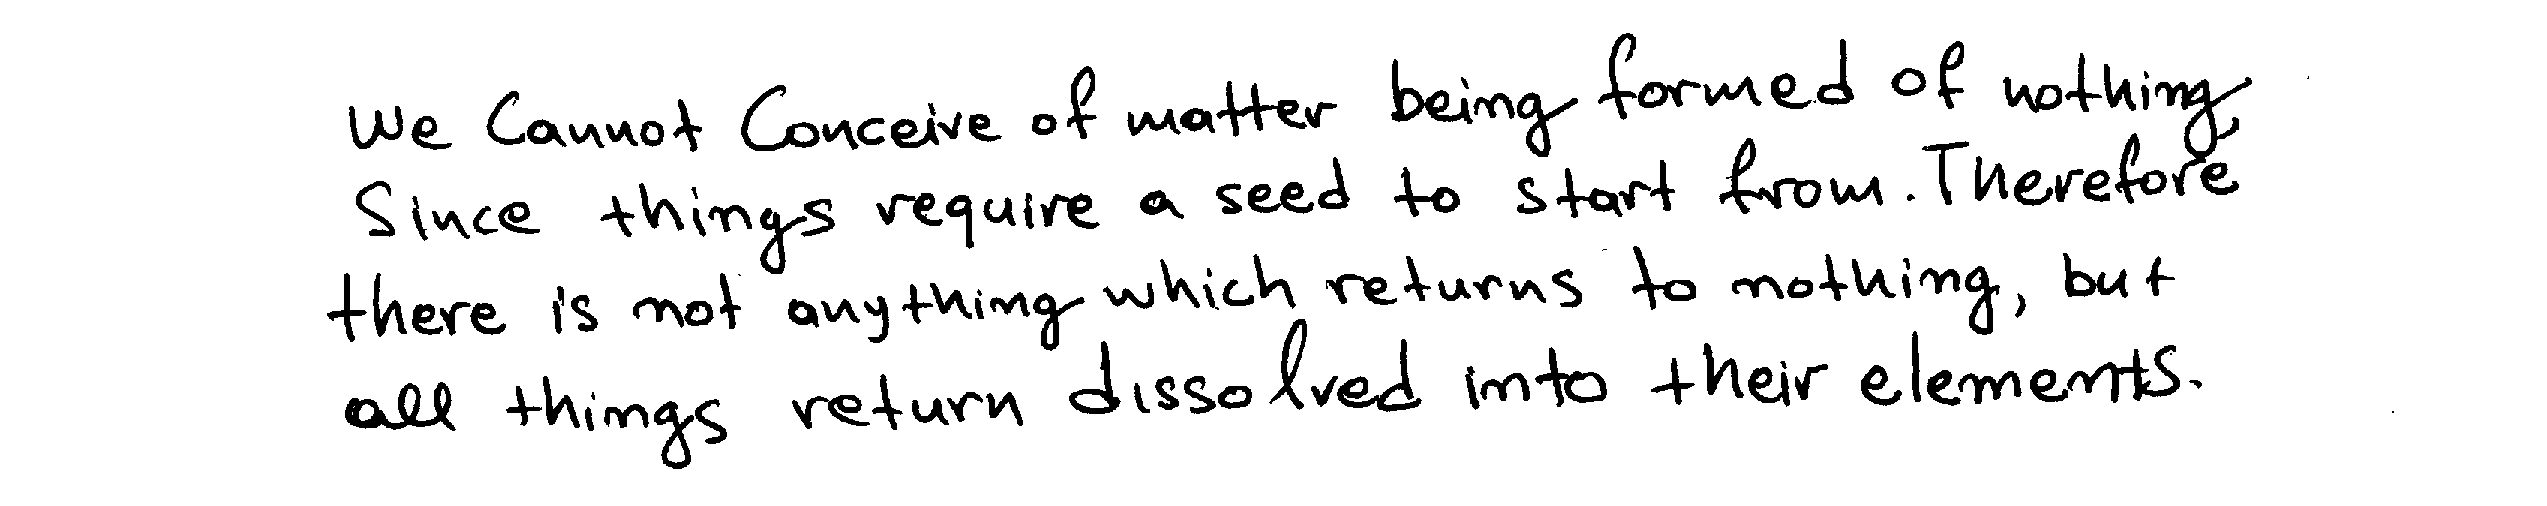 We Cannot Conceive of matter being formed of nothing,
Since things require a seed to start from. Therefore
there is not anything which returns to nothing, but
all things return dissolved into their elements.